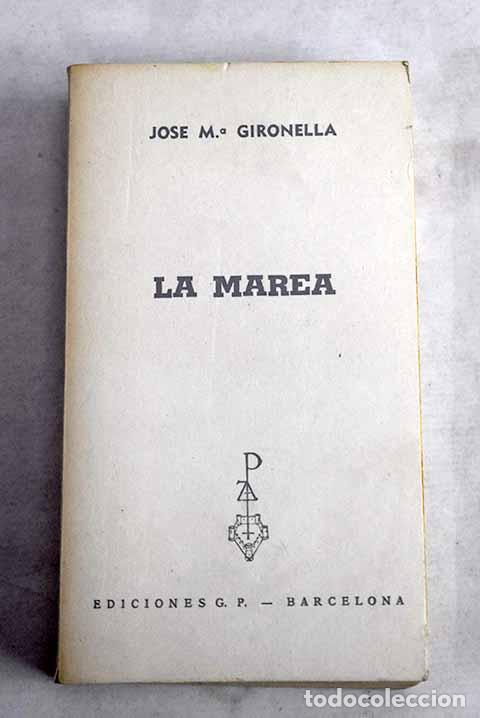 JOSE M.ª GIRONELLA
LA MAREA
P
Z
EDICIONES G. P. — BARCELONA
todocoleccion